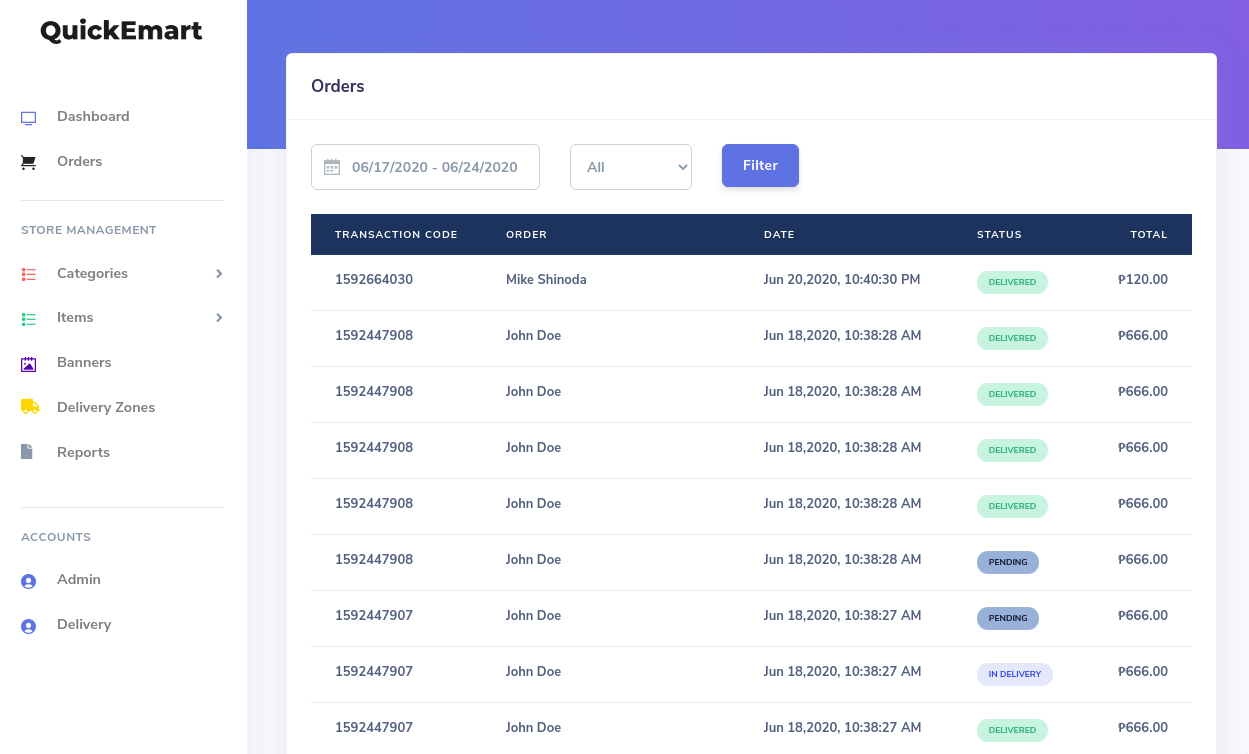 QuickEmart
Dashboard
Orders
STORE MANAGEMENT
Categories
Items
Banners
Delivery Zones
Reports
ACCOUNTS
Admin
Delivery
Orders
06/17/2020 - 06/24/2020 All Filter
TRANSACTION CODE ORDER DATE STATUS TOTAL
1592664030 Mike Shinoda Jun 20,2020, 10:40:30 PM DELIVERED ₱120.00
1592447908 John Doe Jun 18,2020, 10:38:28 AM DELIVERED ₱666.00
1592447908 John Doe Jun 18,2020, 10:38:28 AM DELIVERED ₱666.00
1592447908 John Doe Jun 18,2020, 10:38:28 AM DELIVERED ₱666.00
1592447908 John Doe Jun 18,2020, 10:38:28 AM DELIVERED ₱666.00
1592447908 John Doe Jun 18,2020, 10:38:28 AM PENDING ₱666.00
1592447907 John Doe Jun 18,2020, 10:38:27 AM PENDING ₱666.00
1592447907 John Doe Jun 18,2020, 10:38:27 AM IN DELIVERY ₱666.00
1592447907 John Doe Jun 18,2020, 10:38:27 AM DELIVERED ₱666.00